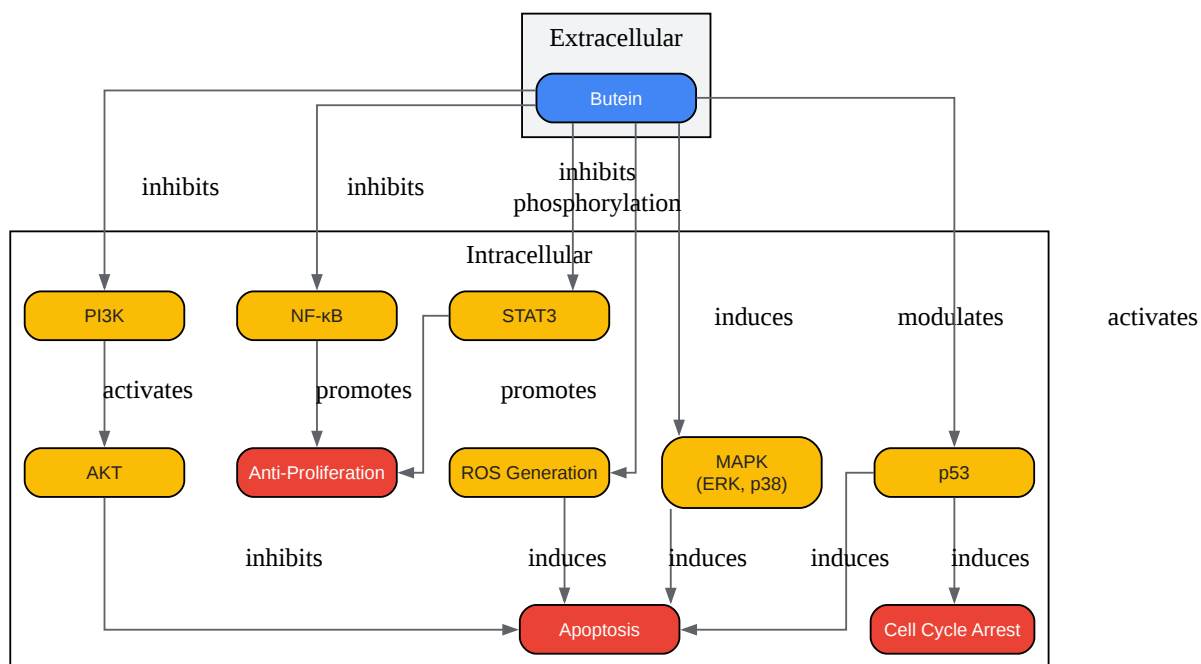 Extracellular
Butein
inhibits
inhibits
inhibits
phosphorylation
Intracellular
PI3K
NF-κB
STAT3
induces
modulates
activates
activates
promotes
promotes
AKT
Anti-Proliferation
ROS Generation
MAPK
(ERK, p38)
p53
inhibits
induces
induces
induces
induces
Apoptosis
Cell Cycle Arrest